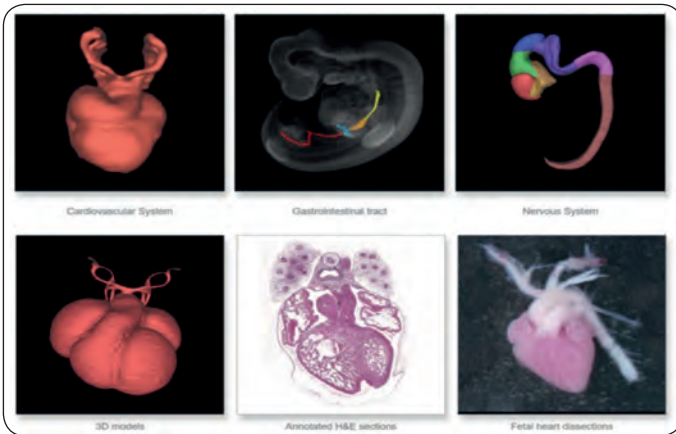 Cardiovascular System
Gastrointestinal tract
Nervous System
3D models
Annotated H&E sections
Fetal heart dissections